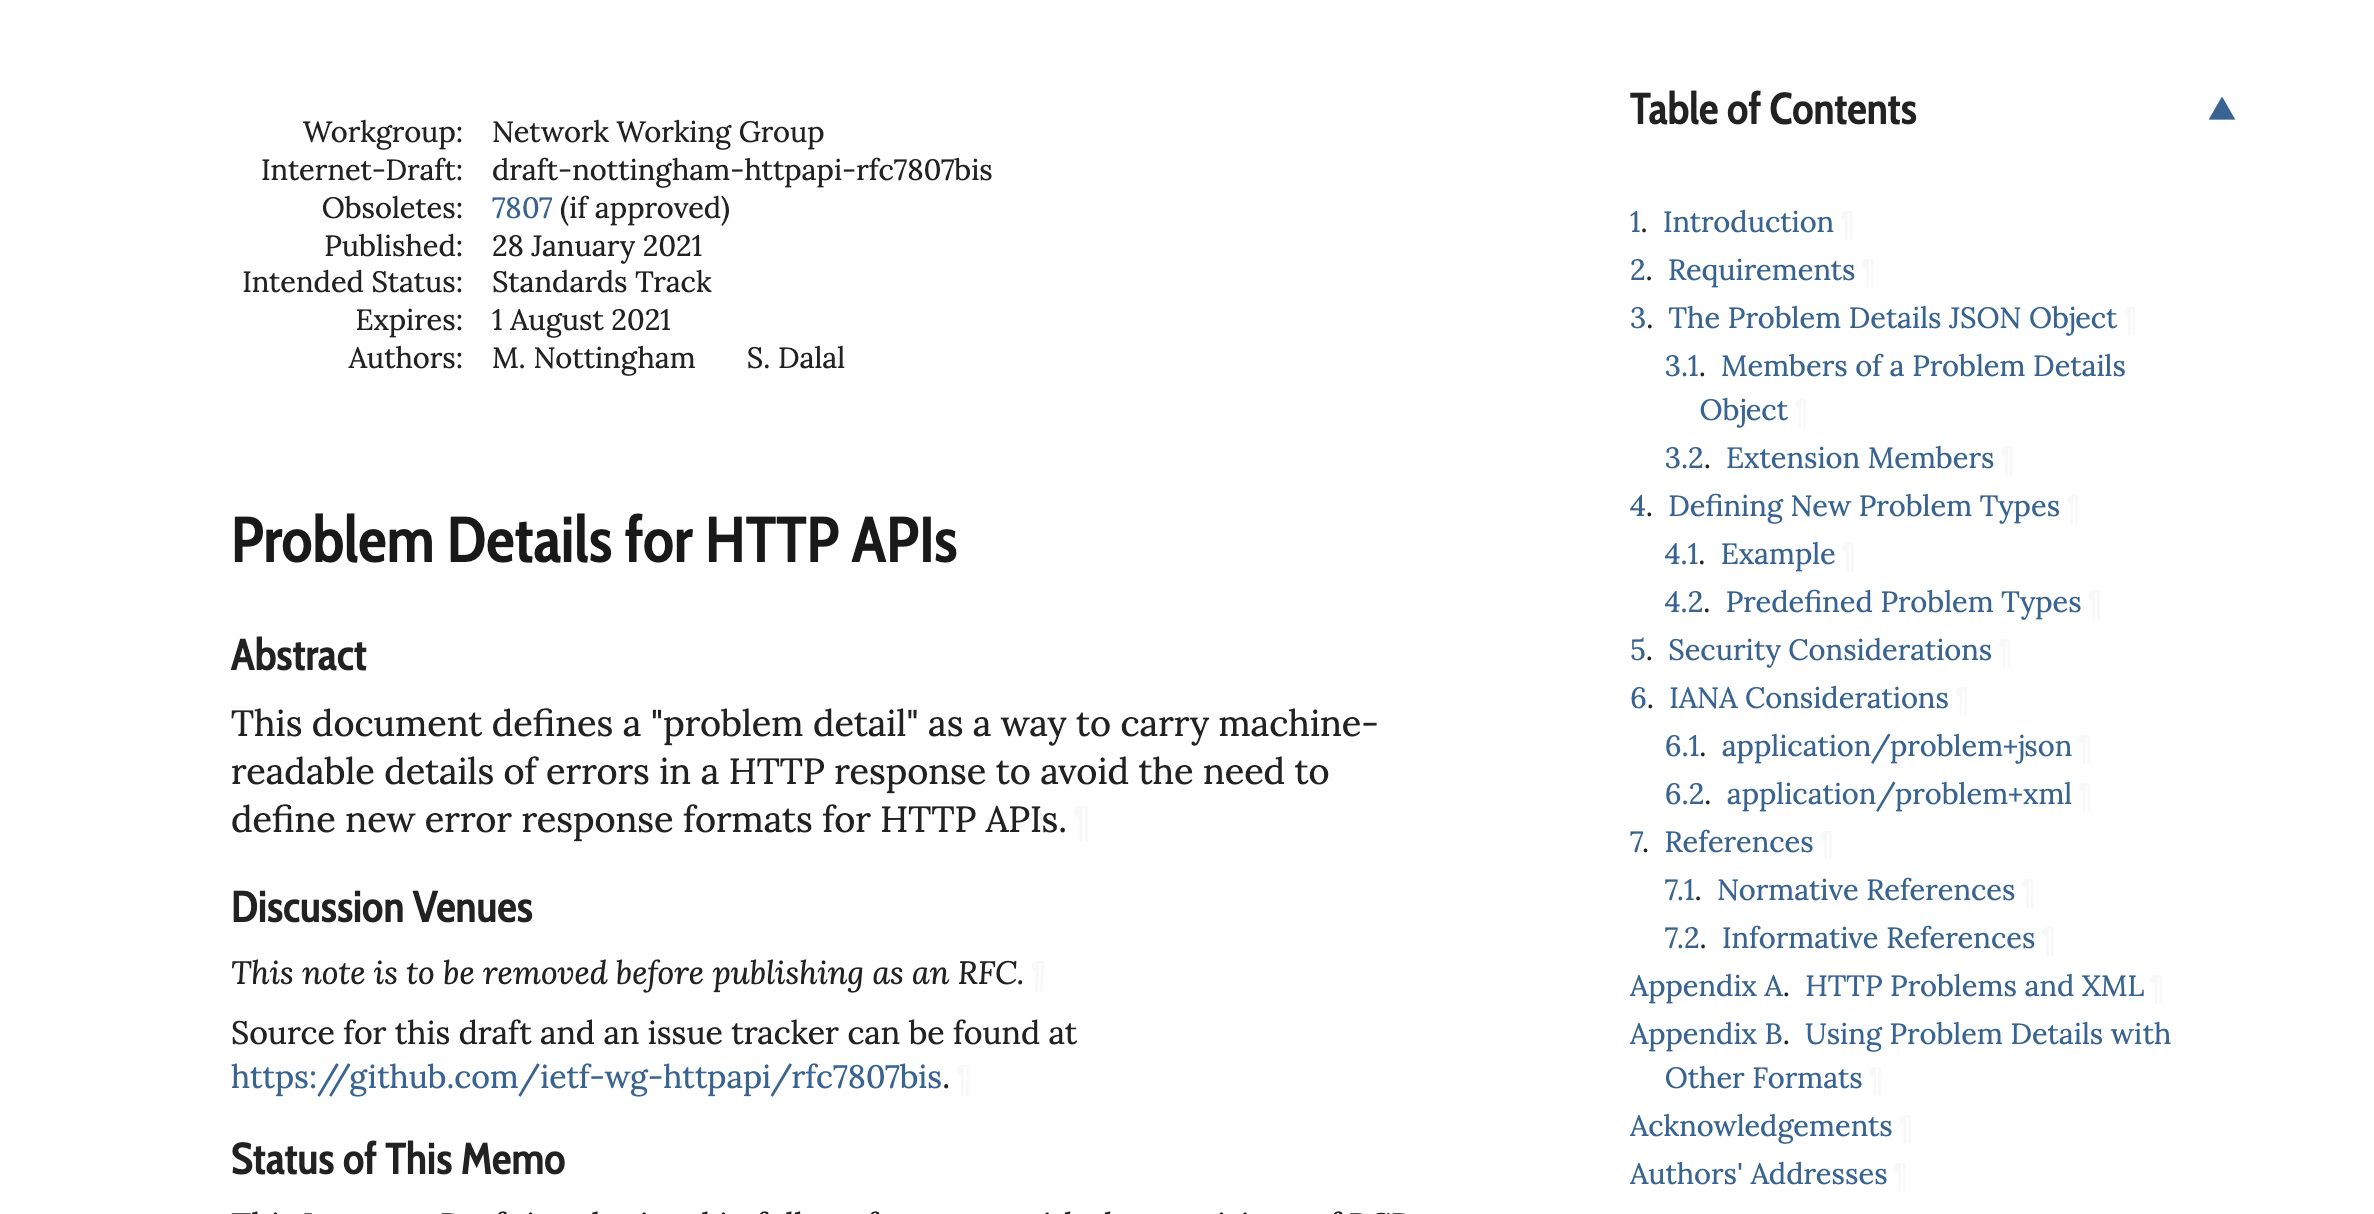 Workgroup: Network Working Group
Internet-Draft: draft-nottingham-httpapi-rfc7807bis
Obsoletes: 7807 (if approved)
Published: 28 January 2021
Intended Status: Standards Track
Expires: 1 August 2021
Authors: M. Nottingham S. Dalal
Problem Details for HTTP APIs
Abstract
This document defines a "problem detail" as a way to carry machine-
readable details of errors in a HTTP response to avoid the need to
define new error response formats for HTTP APIs. ¶
Discussion Venues
This note is to be removed before publishing as an RFC. ¶
Source for this draft and an issue tracker can be found at
https://github.com/ietf-wg-httpapi/rfc7807bis. ¶
Status of This Memo
Table of Contents ▲
1. Introduction ¶
2. Requirements ¶
3. The Problem Details JSON Object ¶
3.1. Members of a Problem Details
Object ¶
3.2. Extension Members ¶
4. Defining New Problem Types ¶
4.1. Example ¶
4.2. Predefined Problem Types ¶
5. Security Considerations ¶
6. IANA Considerations ¶
6.1. application/problem+json ¶
6.2. application/problem+xml ¶
7. References ¶
7.1. Normative References ¶
7.2. Informative References ¶
Appendix A. HTTP Problems and XML ¶
Appendix B. Using Problem Details with
Other Formats ¶
Acknowledgements ¶
Authors' Addresses ¶